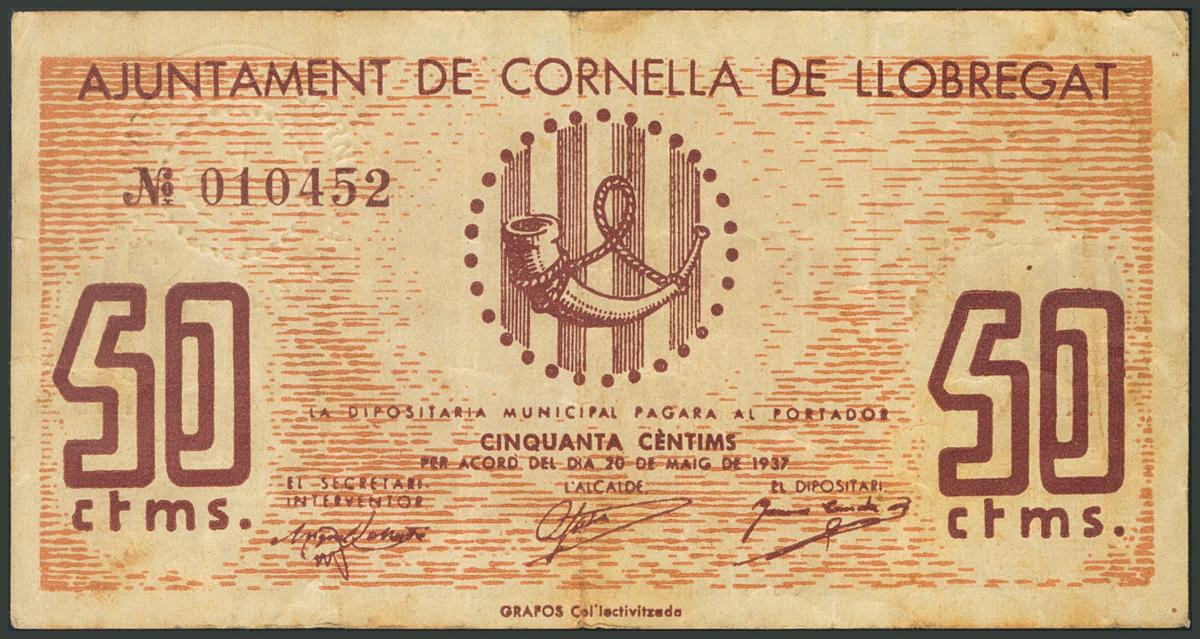 AJUNTAMENT DE CORNELLA DE LLOBREGAT
Nº 010452
50 ctms.
50 ctms.
LA DIPOSITARIA MUNICIPAL PAGARA AL PORTADOR
CINQUANTA CÈNTIMS
PER ACORD DEL DIA 20 DE MAIG DE 1937
EL SECRETARI.
INTERVENTOR
L'ALCALDE.
EL DIPOSITARI.
GRAFOS Col'lectivitzada